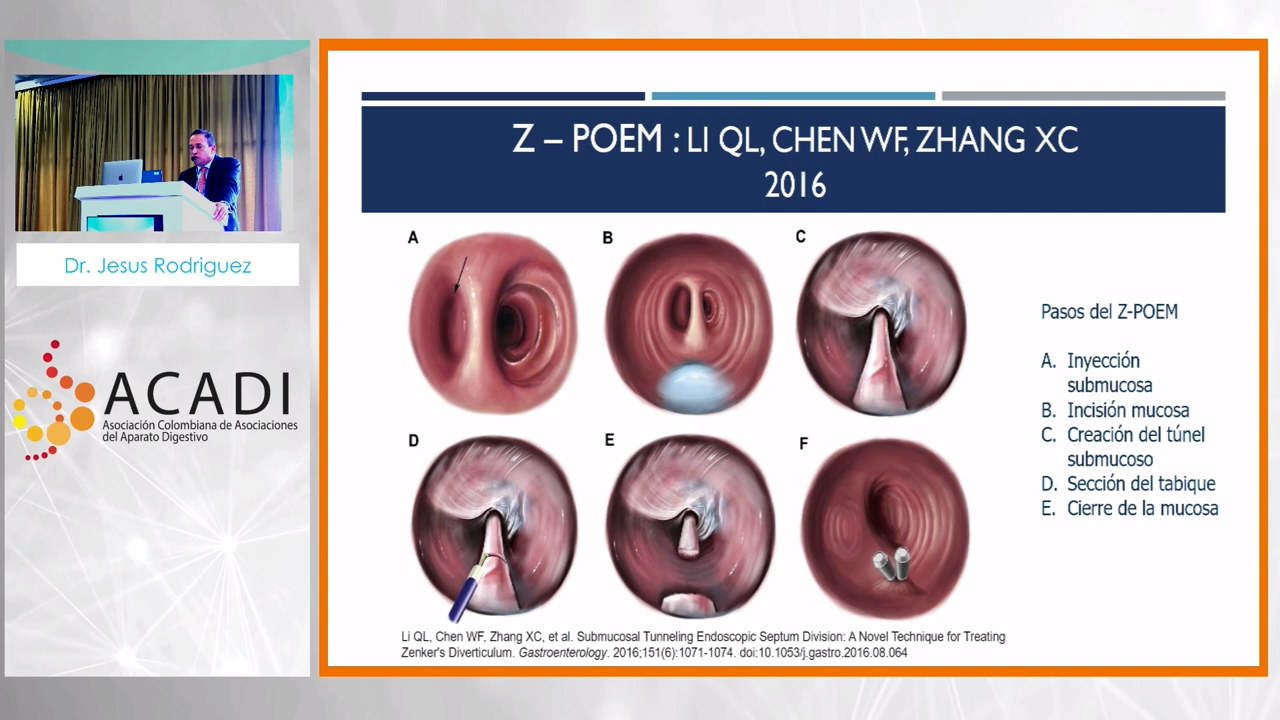 Dr. Jesus Rodriguez
ACADI
Asociación Colombiana de Asociaciones
del Aparato Digestivo
Z – POEM : LI QL, CHEN WF, ZHANG XC
2016
A
B
C
D
E
F
Pasos del Z-POEM
A. Inyección
submucosa
B. Incisión mucosa
C. Creación del túnel
submucoso
D. Sección del tabique
E. Cierre de la mucosa
Li QL, Chen WF, Zhang XC, et al. Submucosal Tunneling Endoscopic Septum Division: A Novel Technique for Treating
Zenker's Diverticulum. Gastroenterology. 2016;151(6):1071-1074. doi:10.1053/j.gastro.2016.08.064